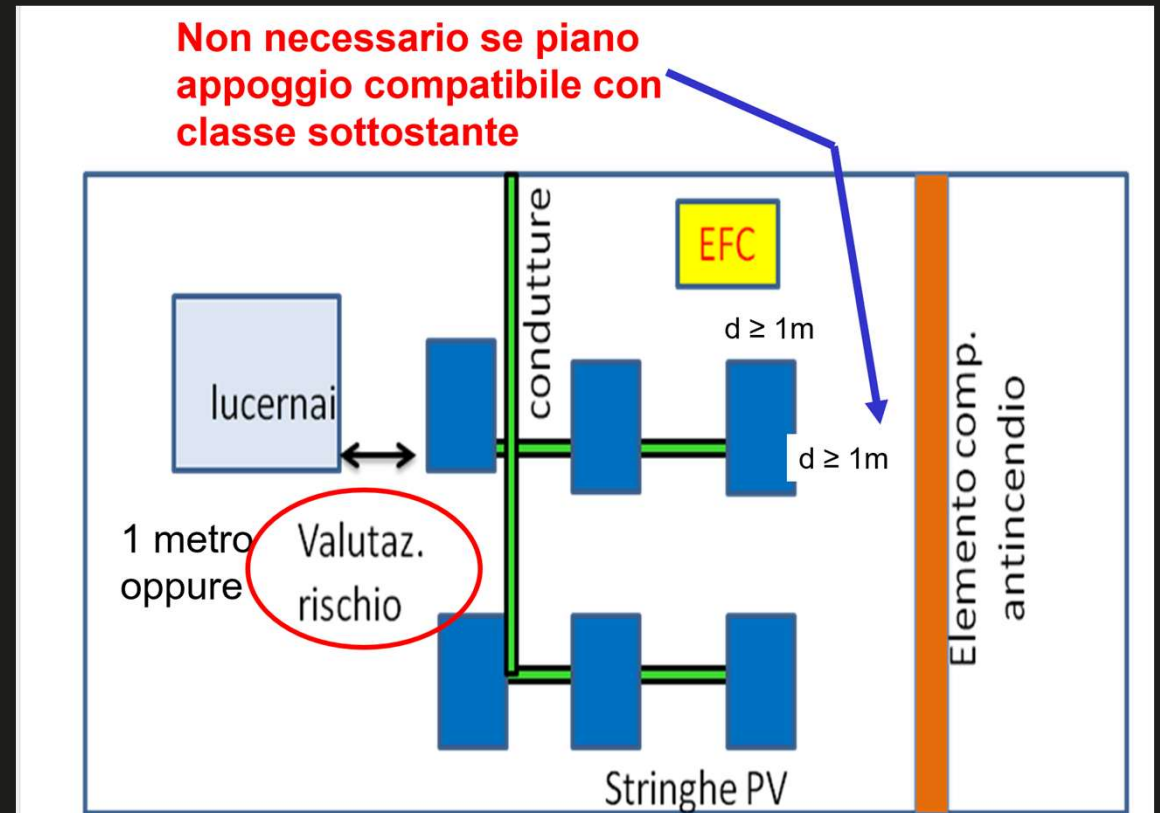 Non necessario se piano
appoggio compatibile con
classe sottostante
condutture
EFC
d ≥ 1m
lucernai
d ≥ 1m
Elemento comp.
antincendio
1 metro
oppure
Valutaz.
rischio
Stringhe PV